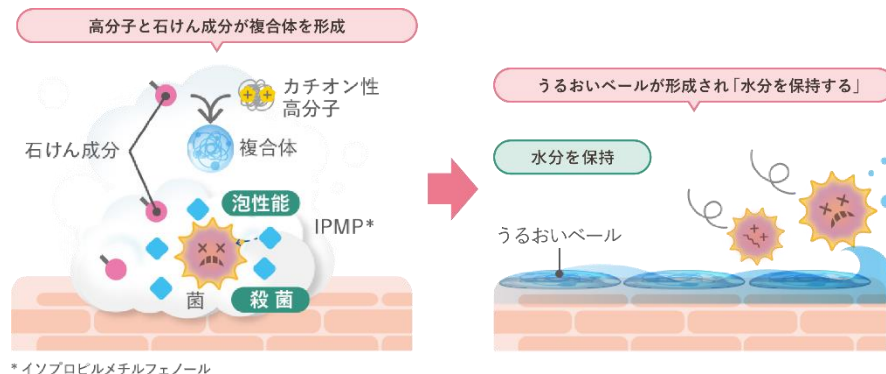 高分子と石けん成分が複合体を形成
カチオン性
高分子
石けん成分
複合体
泡性能
IPMP*
菌
殺菌
* イソプロピルメチルフェノール
うるおいベールが形成され「水分を保持する」
水分を保持
うるおいベール